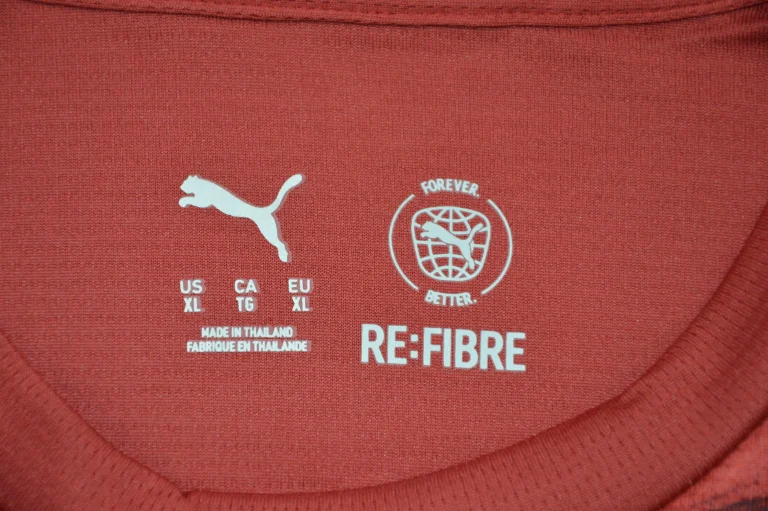 US CA EU
XL TG XL
MADE IN THAILAND
FABRIQUE EN THAILANDE
FOREVER.
BETTER.
RE:FIBRE